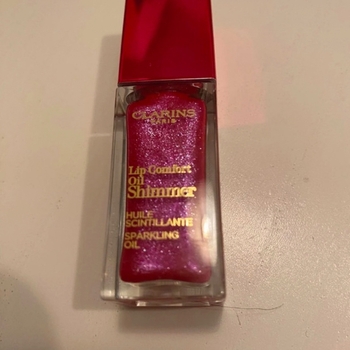 CLARINS
PARIS
Lip Comfort
Oil
Shimmer
HUILE
SCINTILLANTE
SPARKLING
OIL